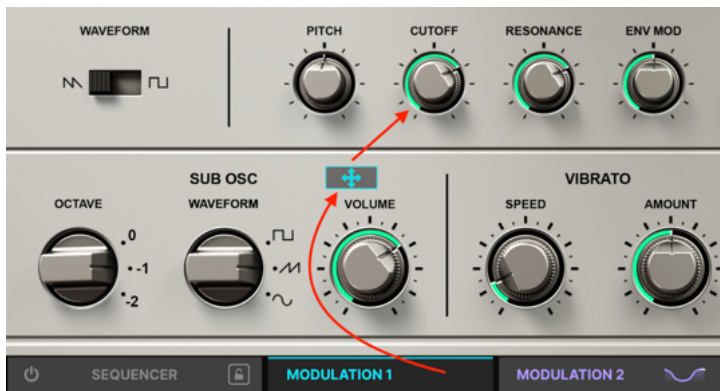 WAVEFORM
PITCH
CUTOFF
RESONANCE
ENV MOD
SUB OSC
VIBRATO
OCTAVE
WAVEFORM
VOLUME
SPEED
AMOUNT
0
-1
-2
SEQUENCER
MODULATION 1
MODULATION 2